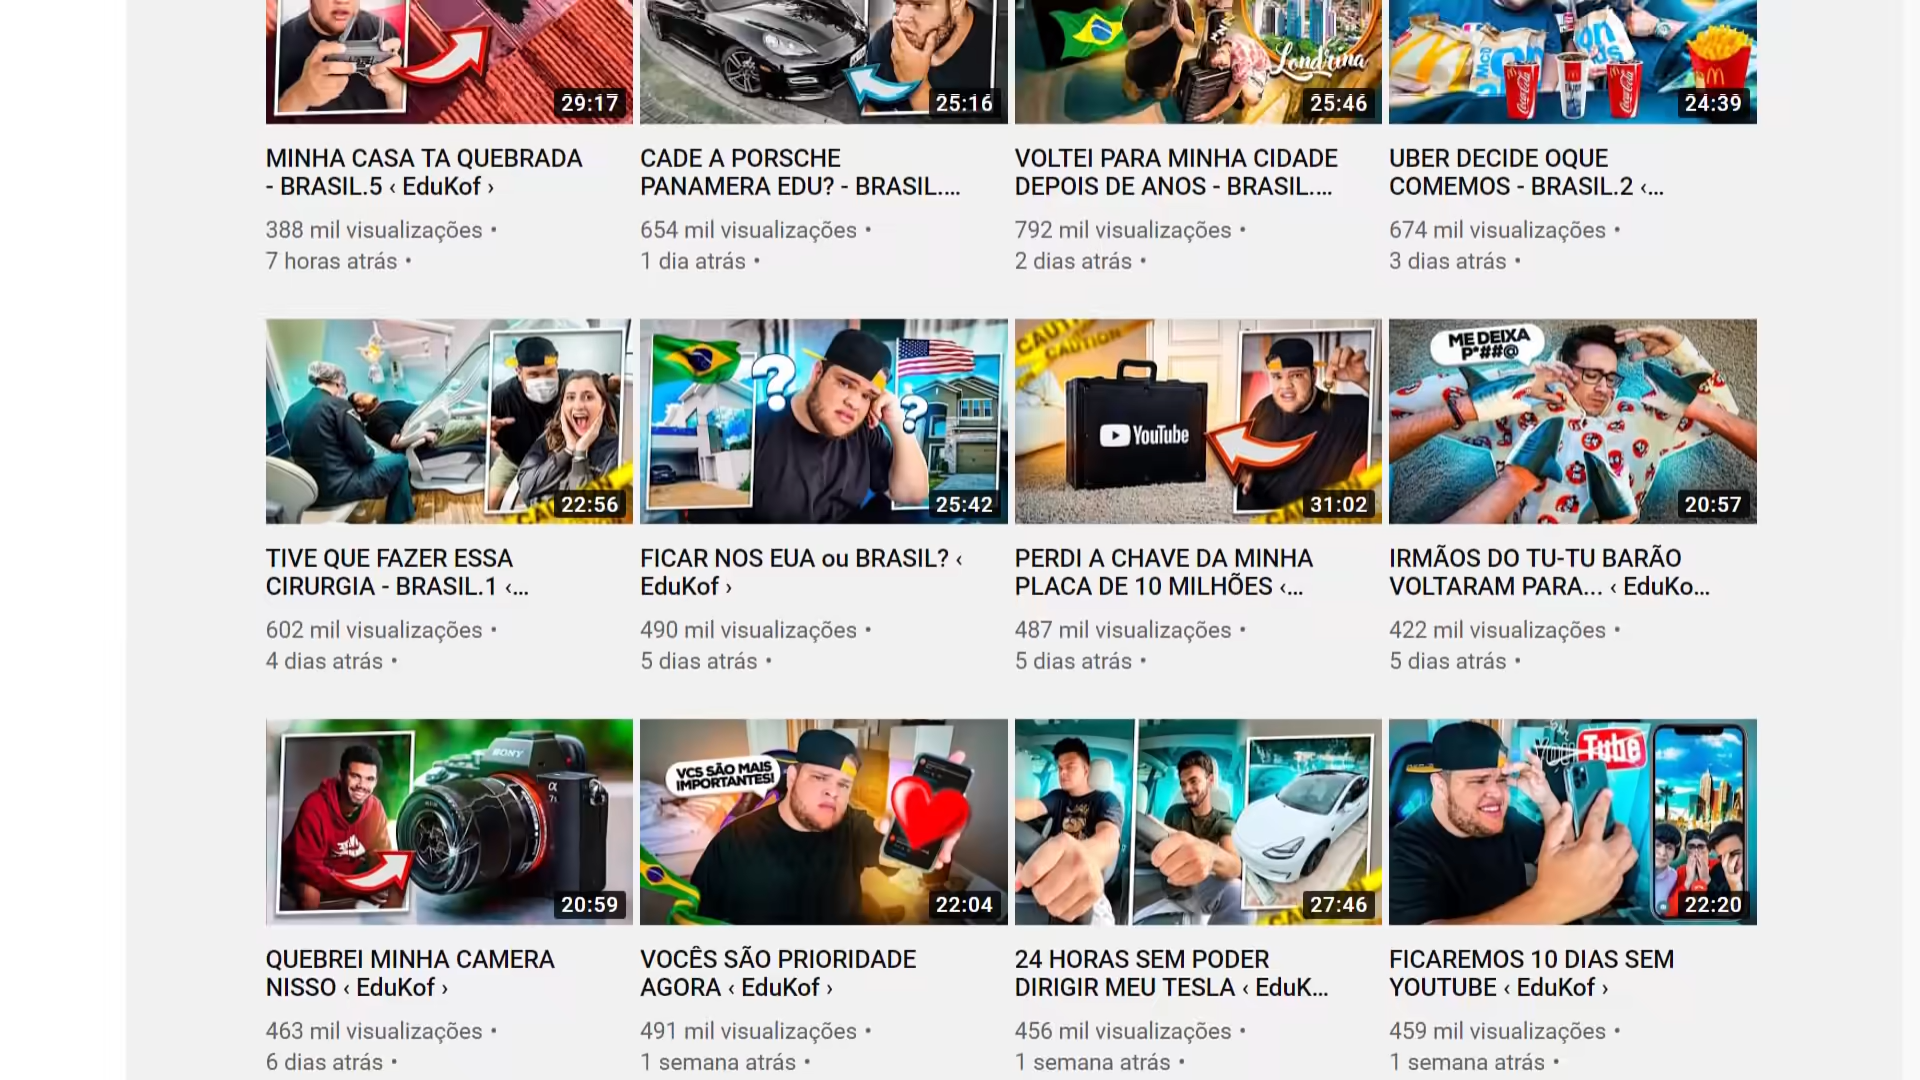 Londrina
29:17
25:16
25:46
24:39
MINHA CASA TA QUEBRADA
- BRASIL.5 ‹ EduKof ›
388 mil visualizações •
7 horas atrás •
CADE A PORSCHE
PANAMERA EDU? - BRASIL....
654 mil visualizações •
1 dia atrás •
VOLTEI PARA MINHA CIDADE
DEPOIS DE ANOS - BRASIL....
792 mil visualizações •
2 dias atrás •
UBER DECIDE OQUE
COMEMOS - BRASIL.2 ‹...
674 mil visualizações •
3 dias atrás •
22:56
25:42
CAUTION
YouTube
31:02
ME DEIXA
P*##@
20:57
TIVE QUE FAZER ESSA
CIRURGIA - BRASIL.1 ‹...
602 mil visualizações •
4 dias atrás •
FICAR NOS EUA ou BRASIL? ‹
EduKof ›
490 mil visualizações •
5 dias atrás •
PERDI A CHAVE DA MINHA
PLACA DE 10 MILHÕES ‹...
487 mil visualizações •
5 dias atrás •
IRMÃOS DO TU-TU BARÃO
VOLTARAM PARA... ‹ EduKo...
422 mil visualizações •
5 dias atrás •
SONY
20:59
VCS SÃO MAIS
IMPORTANTES!
22:04
27:46
YouTube
22:20
QUEBREI MINHA CAMERA
NISSO ‹ EduKof ›
463 mil visualizações •
6 dias atrás •
VOCÊS SÃO PRIORIDADE
AGORA ‹ EduKof ›
491 mil visualizações •
1 semana atrás •
24 HORAS SEM PODER
DIRIGIR MEU TESLA ‹ EduK...
456 mil visualizações •
1 semana atrás •
FICAREMOS 10 DIAS SEM
YOUTUBE ‹ EduKof ›
459 mil visualizações •
1 semana atrás •